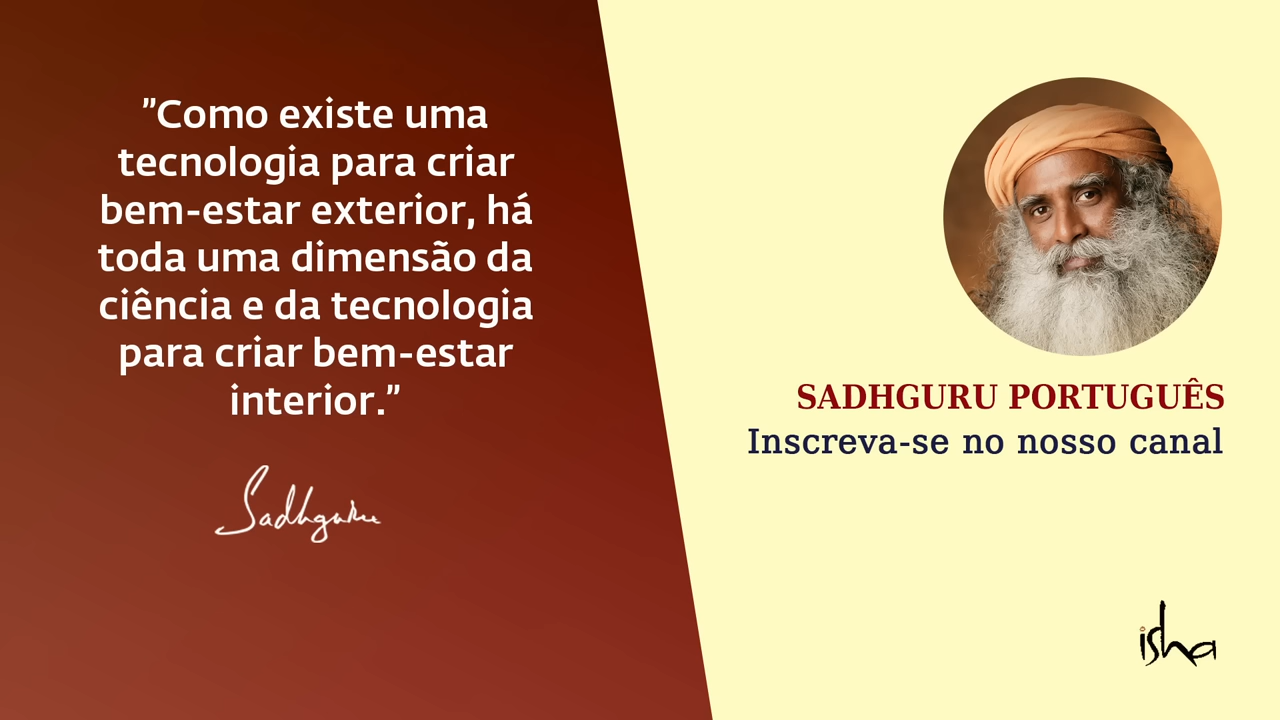 ”Como existe uma
tecnologia para criar
bem-estar exterior, há
toda uma dimensão da
ciência e da tecnologia
para criar bem-estar
interior.”
Sadhguru
SADHGURU PORTUGUÊS
Inscreva-se no nosso canal
isha